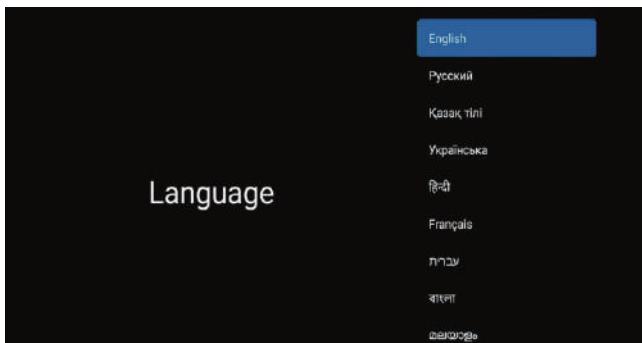 Language
English
Русский
Қазақ тілі
Українська
हिन्दी
Français
עברית
বাংলা
മലയാളം